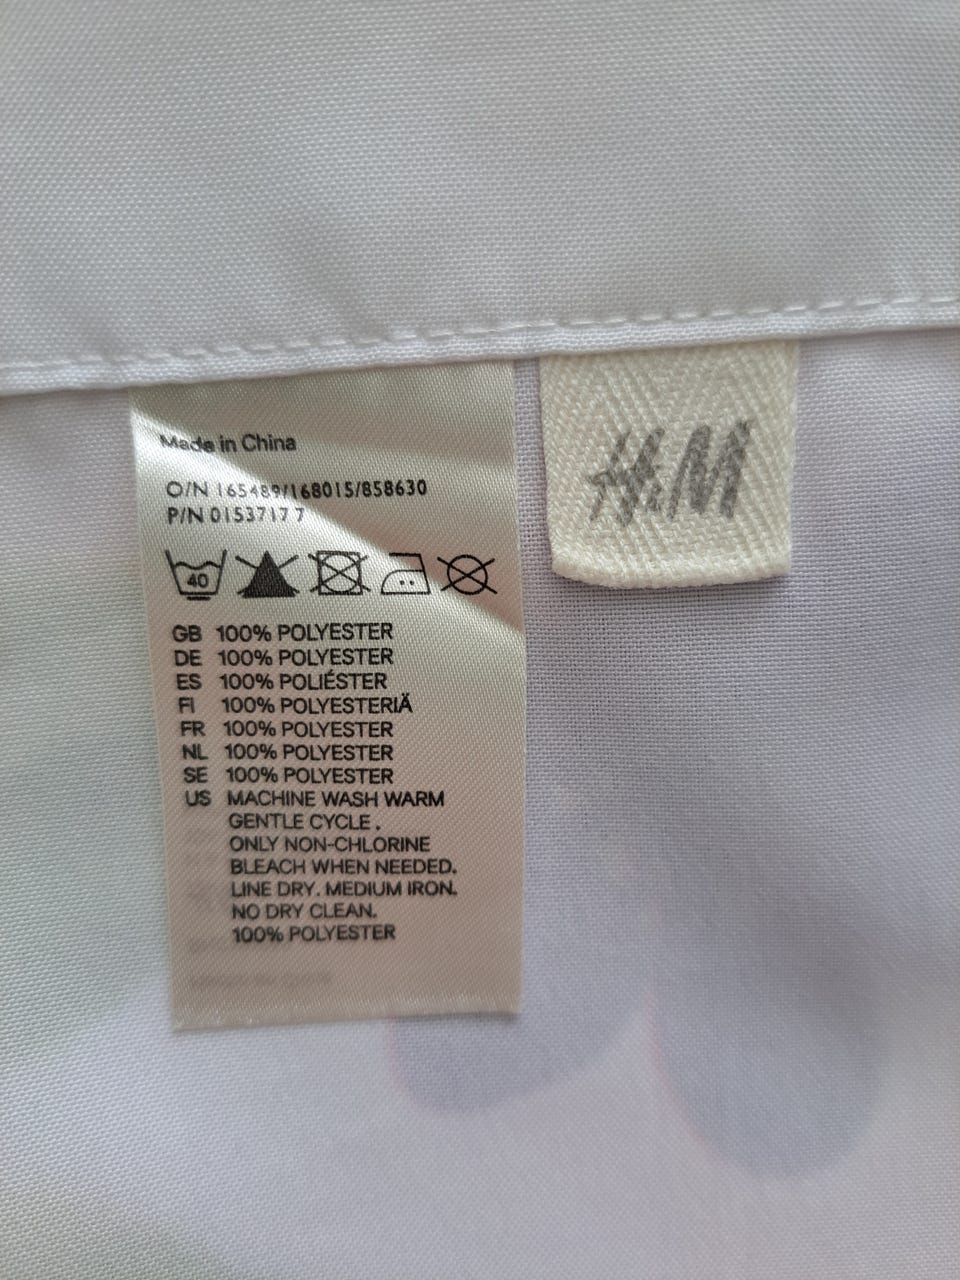 Made in China
H&M
O/N 165489/168015/858630
P/N 0153717 7
40
GB 100% POLYESTER
DE 100% POLYESTER
ES 100% POLIÉSTER
FI 100% POLYESTERIÄ
FR 100% POLYESTER
NL 100% POLYESTER
SE 100% POLYESTER
US MACHINE WASH WARM
GENTLE CYCLE .
ONLY NON-CHLORINE
BLEACH WHEN NEEDED.
LINE DRY. MEDIUM IRON.
NO DRY CLEAN.
100% POLYESTER